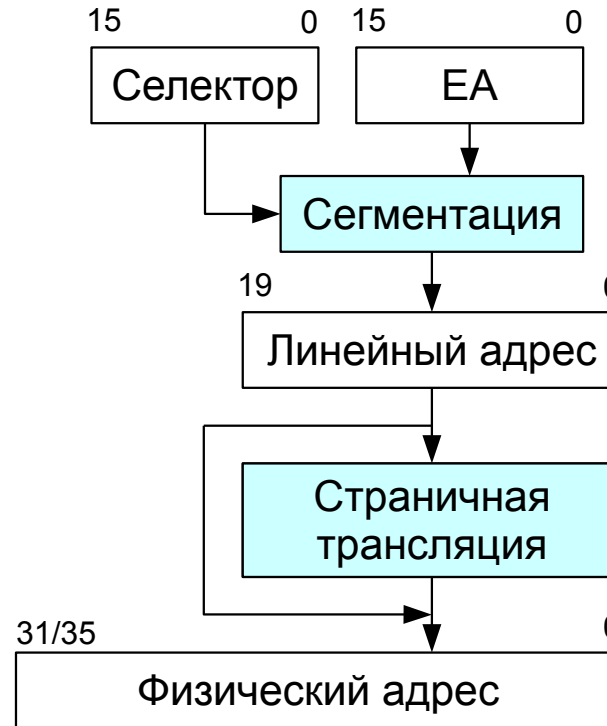 15 0 15 0
Селектор EA
Сегментация
19
Линейный адрес
Страничная
трансляция
31/35
Физический адрес